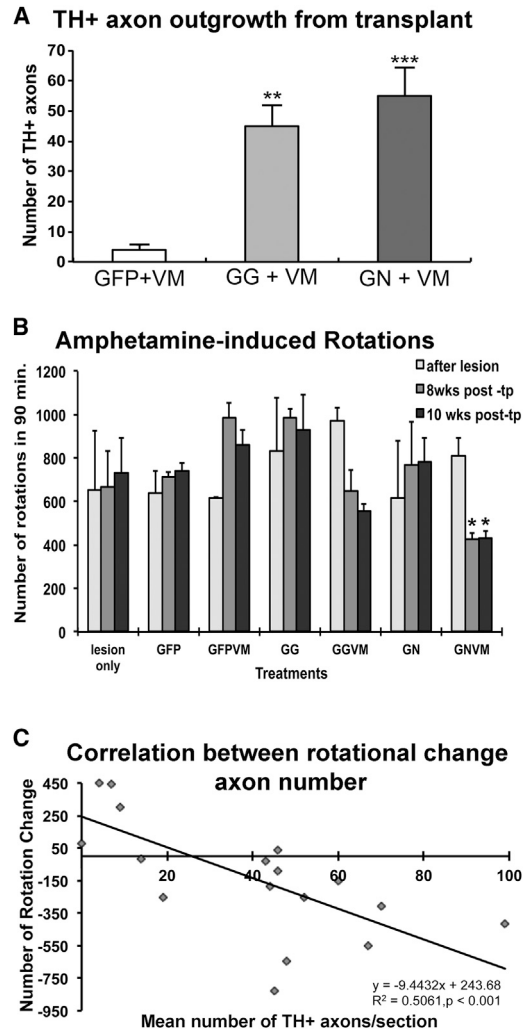 A TH+ axon outgrowth from transplant
Number of TH+ axons
70
60
50
40
30
20
10
0
**
***
GFP+VM GG + VM GN + VM
B Amphetamine-induced Rotations
Number of rotations in 90 min.
1200
1000
800
600
400
200
0
after lesion
8wks post -tp
10 wks post-tp
* *
lesion only GFP GFPVM GG GGVM GN GNVM
Treatments
C Correlation between rotational change
axon number
Number of Rotation Change
450
250
50
-150
-350
-550
-750
-950
20 40 60 80 100
y = -9.4432x + 243.68
R² = 0.5061,p < 0.001
Mean number of TH+ axons/section